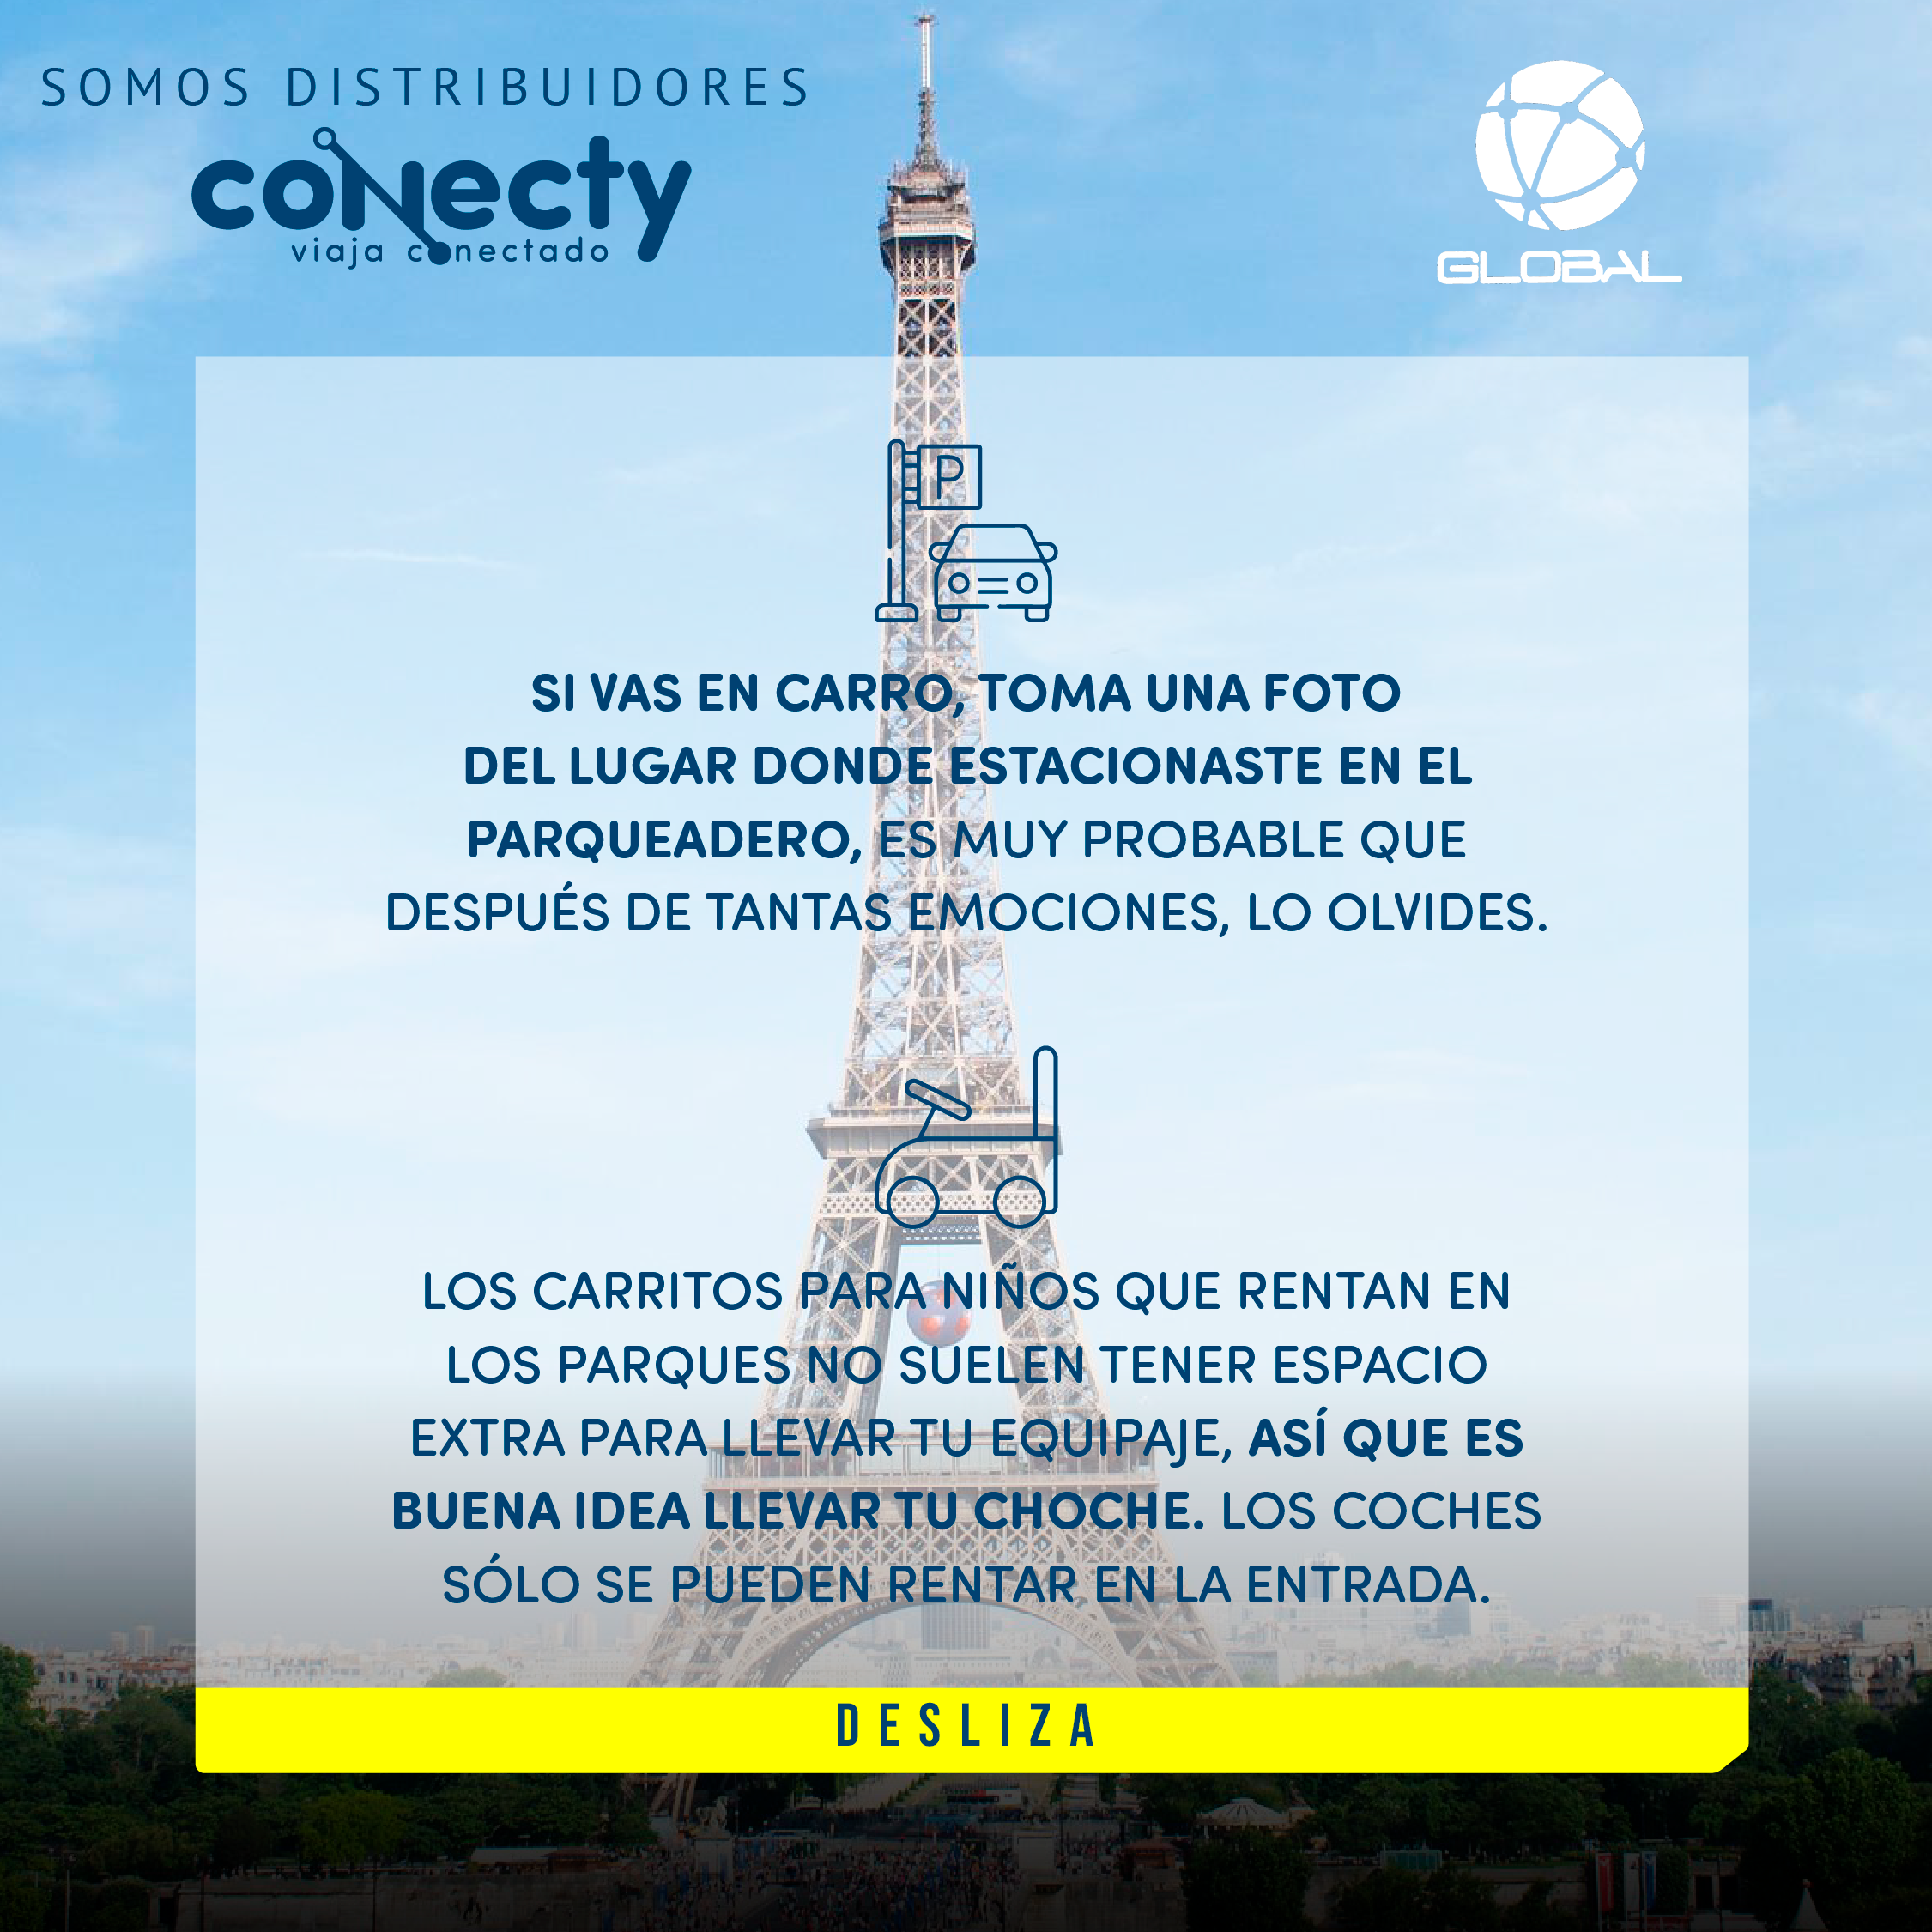 SOMOS DISTRIBUIDORES
coNecty
viaja conectado
GLOBAL
P
SI VAS EN CARRO, TOMA UNA FOTO
DEL LUGAR DONDE ESTACIONASTE EN EL
PARQUEADERO, ES MUY PROBABLE QUE
DESPUÉS DE TANTAS EMOCIONES, LO OLVIDES.
LOS CARRITOS PARA NIÑOS QUE RENTAN EN
LOS PARQUES NO SUELEN TENER ESPACIO
EXTRA PARA LLEVAR TU EQUIPAJE, ASÍ QUE ES
BUENA IDEA LLEVAR TU CHOCHE. LOS COCHES
SÓLO SE PUEDEN RENTAR EN LA ENTRADA.
DESLIZA